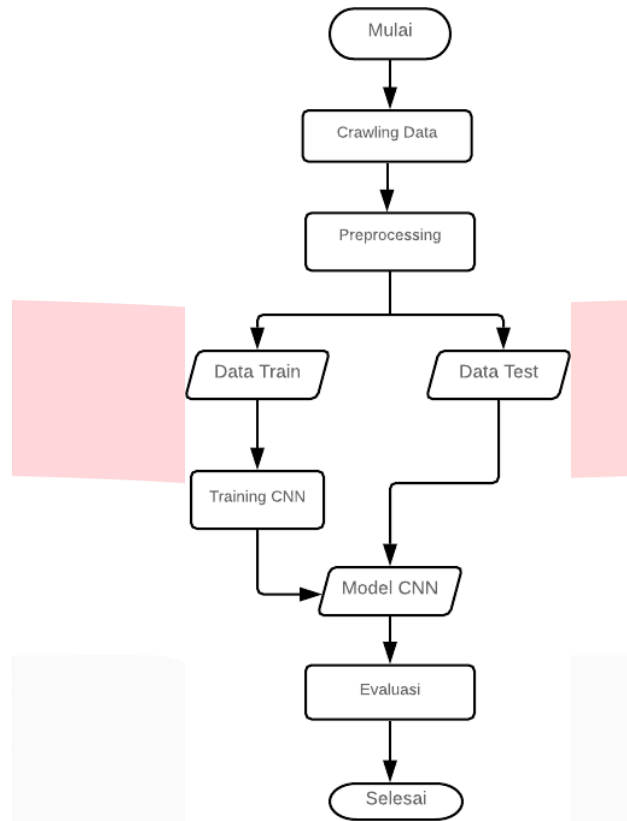 Mulai
Crawling Data
Preprocessing
Data Train
Data Test
Training CNN
Model CNN
Evaluasi
Selesai